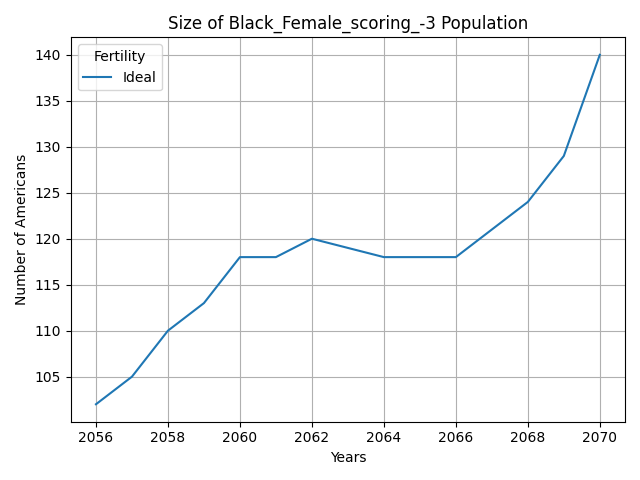 Size of Black_Female_scoring_-3 Population
Fertility
Ideal
Number of Americans
140
135
130
125
120
115
110
105
2056 2058 2060 2062 2064 2066 2068 2070
Years